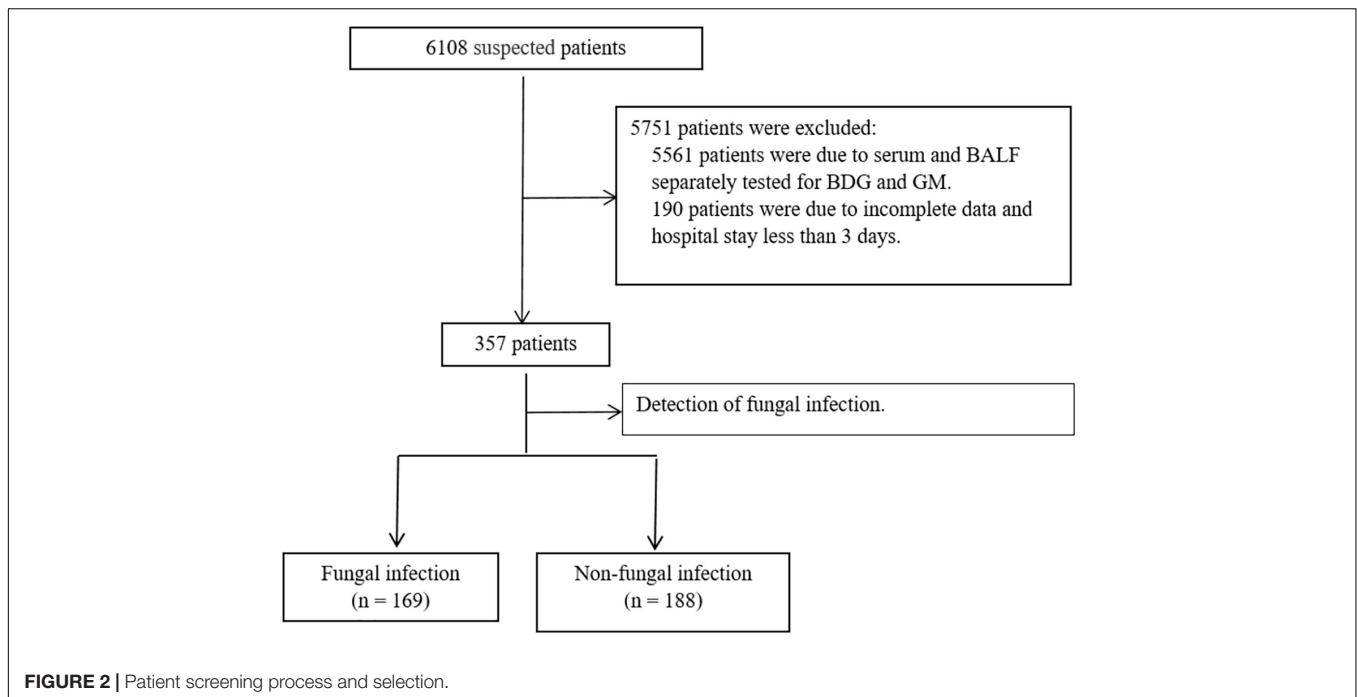 6108 suspected patients
5751 patients were excluded:
5561 patients were due to serum and BALF
separately tested for BDG and GM.
190 patients were due to incomplete data and
hospital stay less than 3 days.
357 patients
Detection of fungal infection.
Fungal infection
(n = 169)
Non-fungal infection
(n = 188)
FIGURE 2 | Patient screening process and selection.